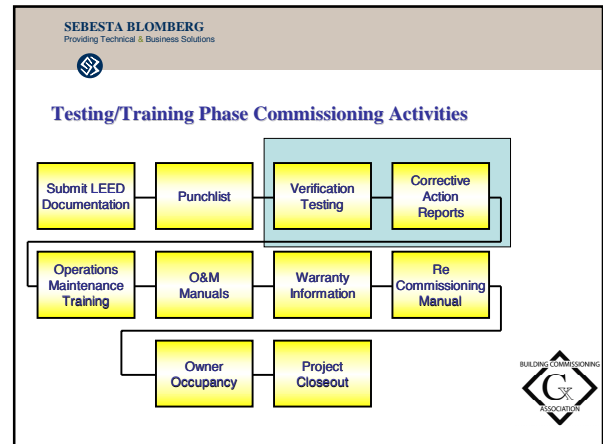 SEBESTA BLOMBERG
Providing Technical & Business Solutions
SB
Testing/Training Phase Commissioning Activities
Submit LEED
Documentation
Punchlist
Verification
Testing
Corrective
Action
Reports
Operations
Maintenance
Training
O&M
Manuals
Warranty
Information
Re
Commissioning
Manual
Owner
Occupancy
Project
Closeout
BUILDING COMMISSIONING
Cx
ASSOCIATION